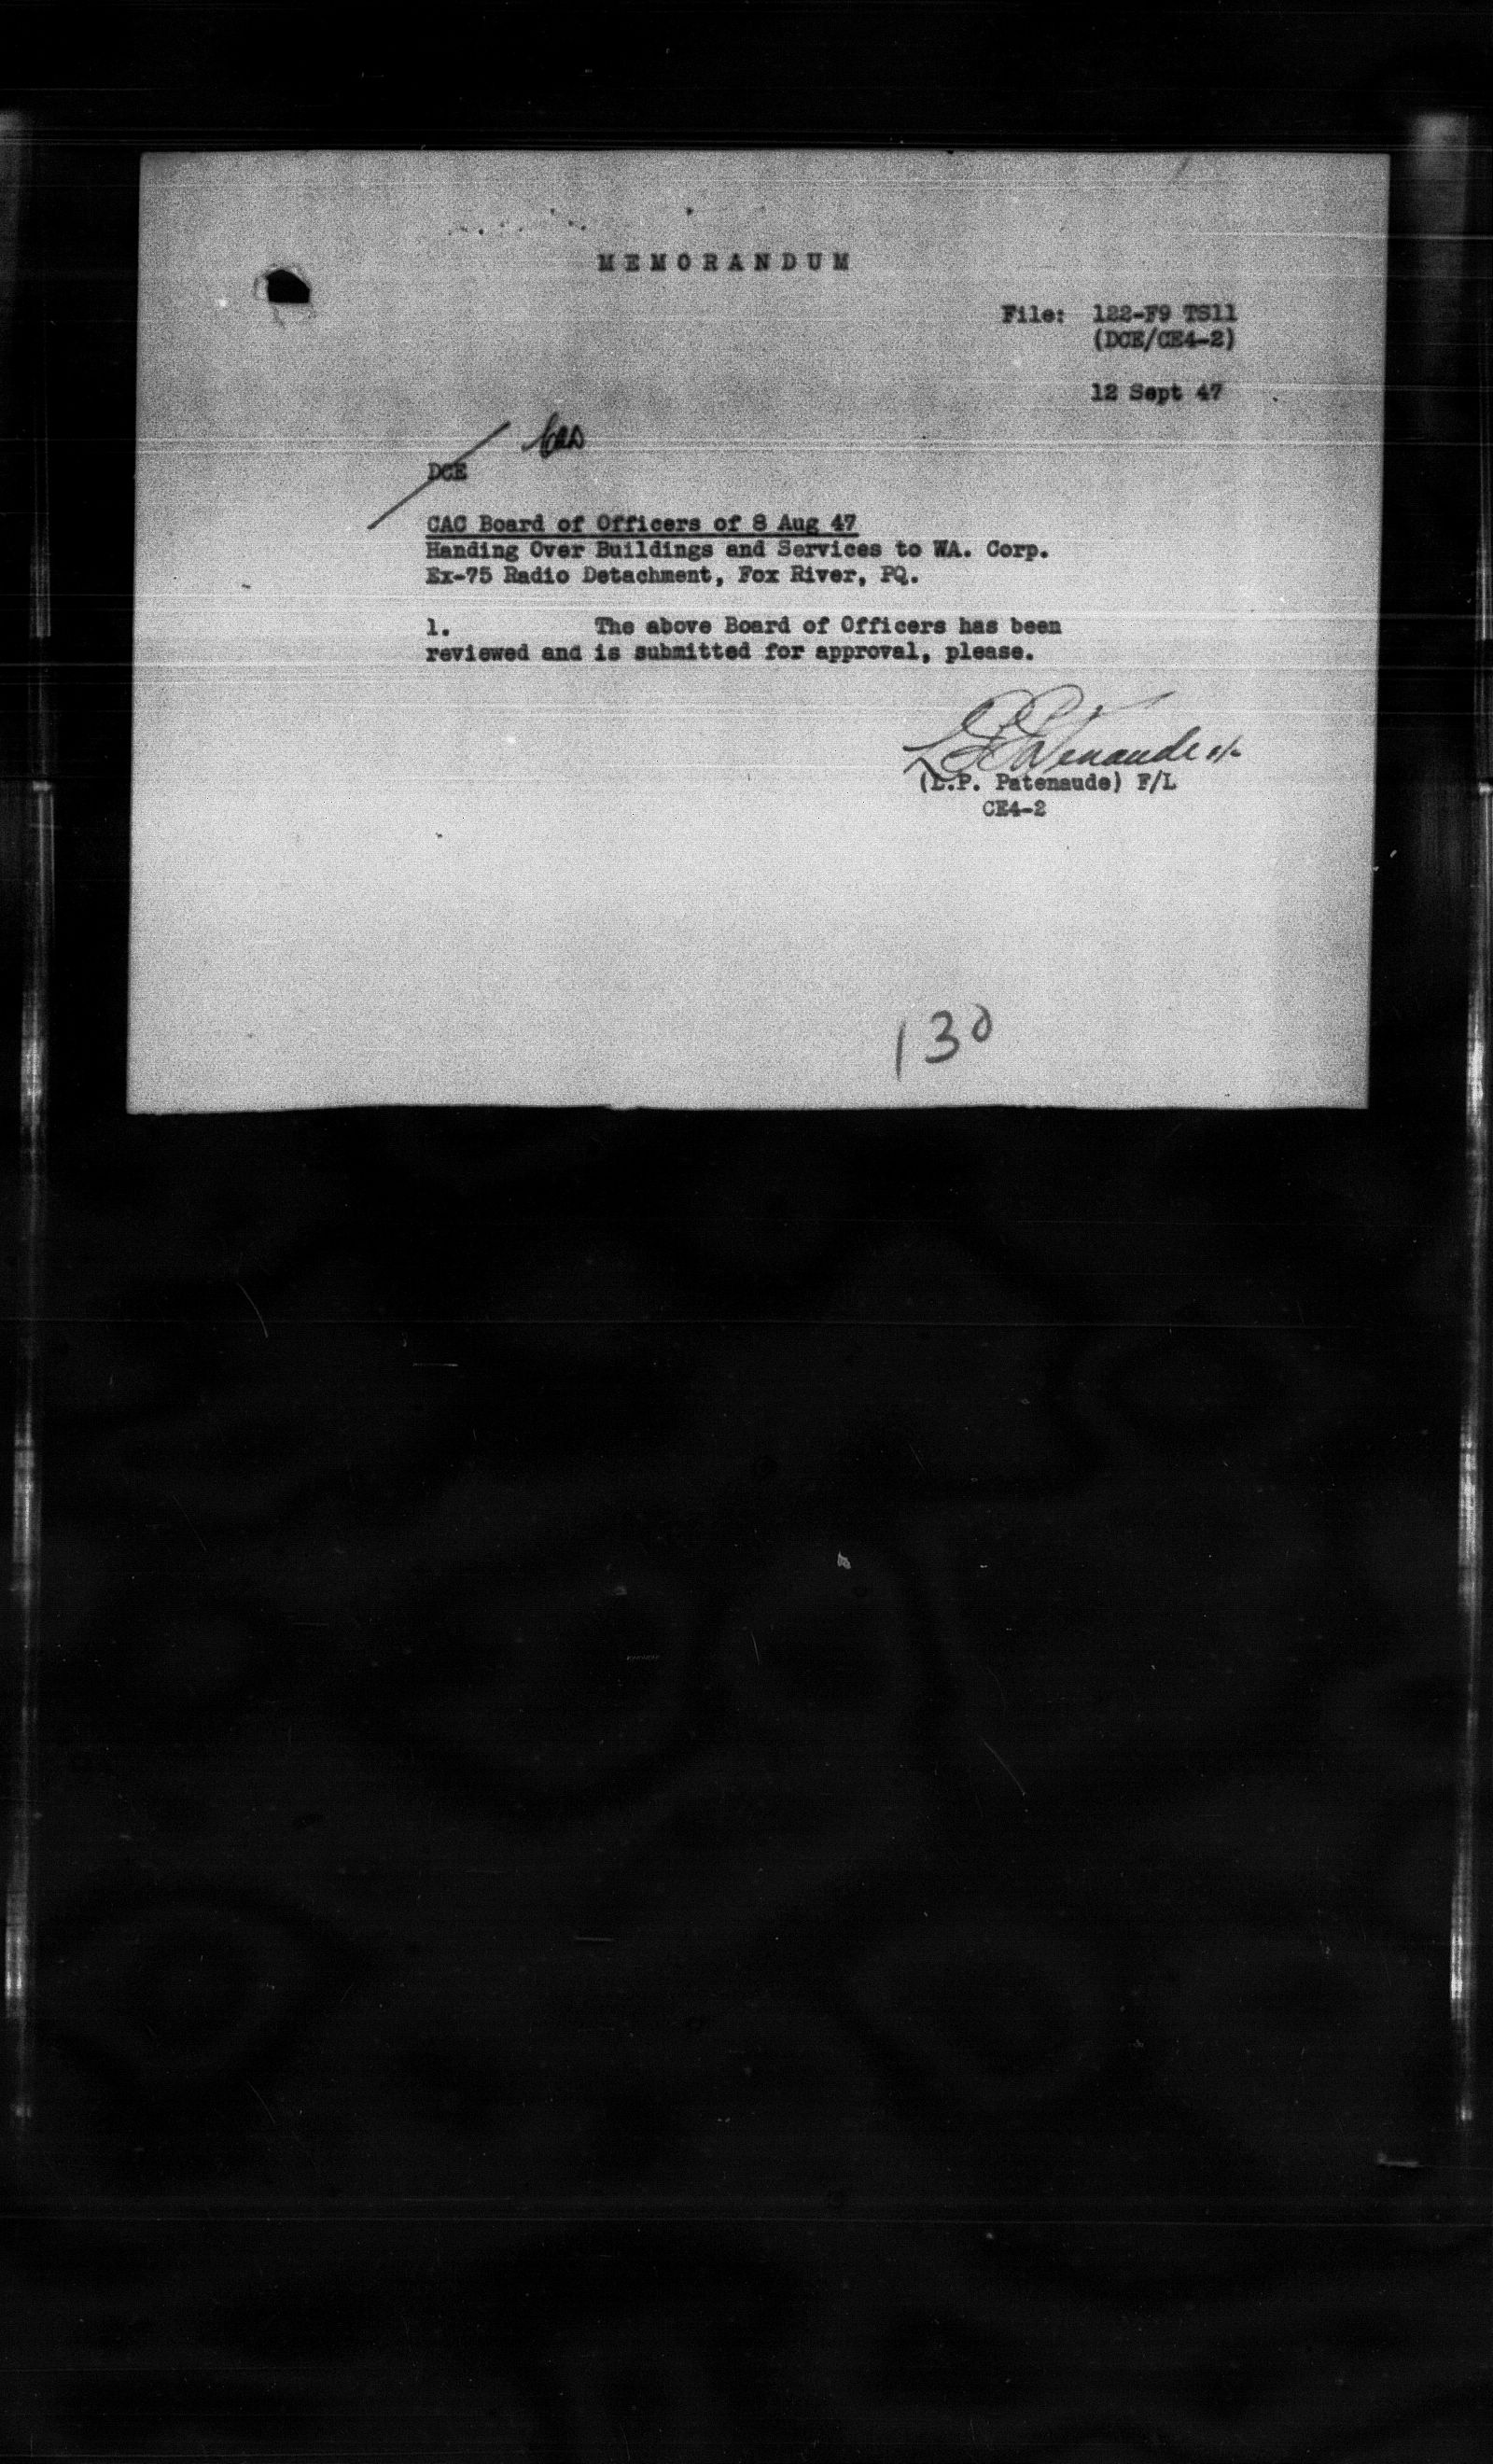 MEMORANDUM
File: 122-F9 TS11
(DCE/CE4-2)
12 Sept 47
DCE
CAC Board of Officers of 8 Aug 47
Handing Over Buildings and Services to WA. Corp.
Ex-75 Radio Detachment, Fox River, PQ.
1. The above Board of Officers has been
reviewed and is submitted for approval, please.
(L.P. Patenaude) F/L
CE4-2
130